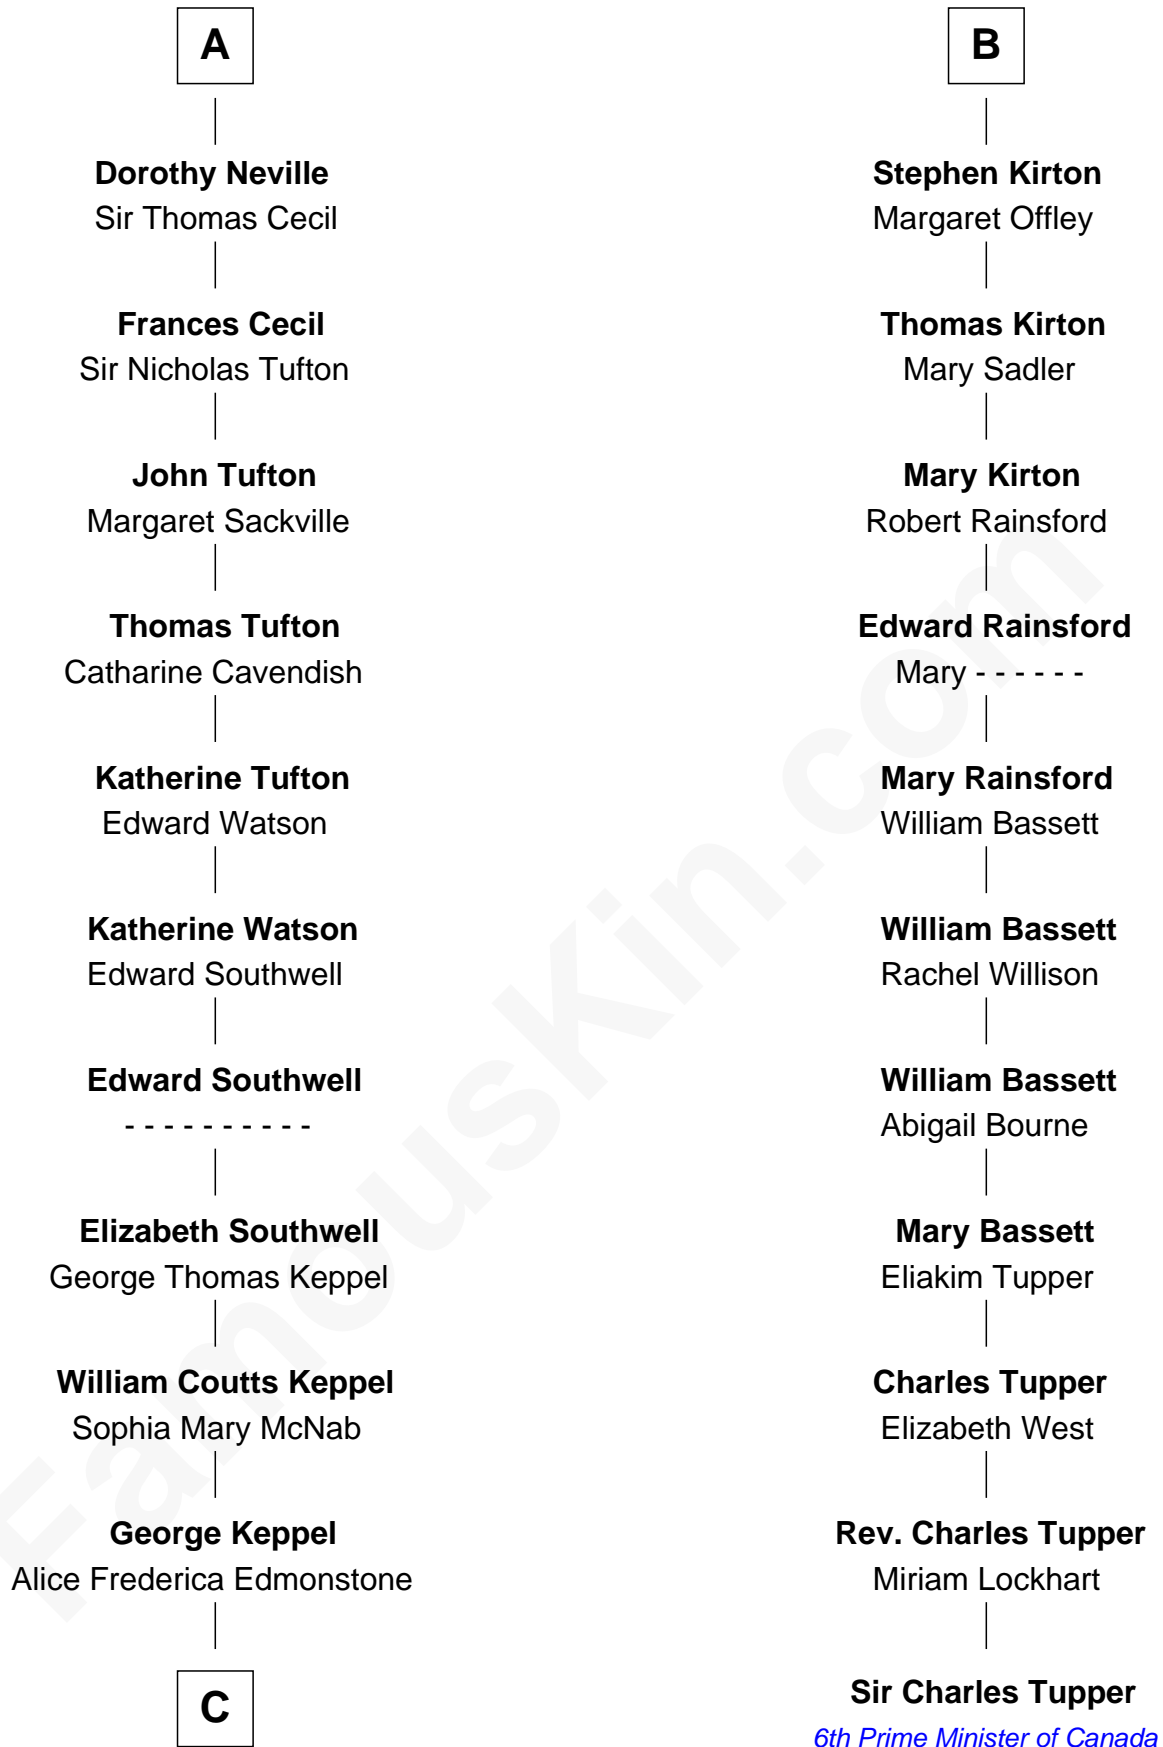 A
Dorothy Neville
Sir Thomas Cecil
Frances Cecil
Sir Nicholas Tufton
John Tufton
Margaret Sackville
Thomas Tufton
Catharine Cavendish
Katherine Tufton
Edward Watson
Katherine Watson
Edward Southwell
Edward Southwell
- - - - - - - - - -
Elizabeth Southwell
George Thomas Keppel
William Coutts Keppel
Sophia Mary McNab
George Keppel
Alice Frederica Edmonstone
C
B
Stephen Kirton
Margaret Offley
Thomas Kirton
Mary Sadler
Mary Kirton
Robert Rainsford
Edward Rainsford
Mary - - - - - -
Mary Rainsford
William Bassett
William Bassett
Rachel Willison
William Bassett
Abigail Bourne
Mary Bassett
Eliakim Tupper
Charles Tupper
Elizabeth West
Rev. Charles Tupper
Miriam Lockhart
Sir Charles Tupper
6th Prime Minister of Canada
FamousKin.com